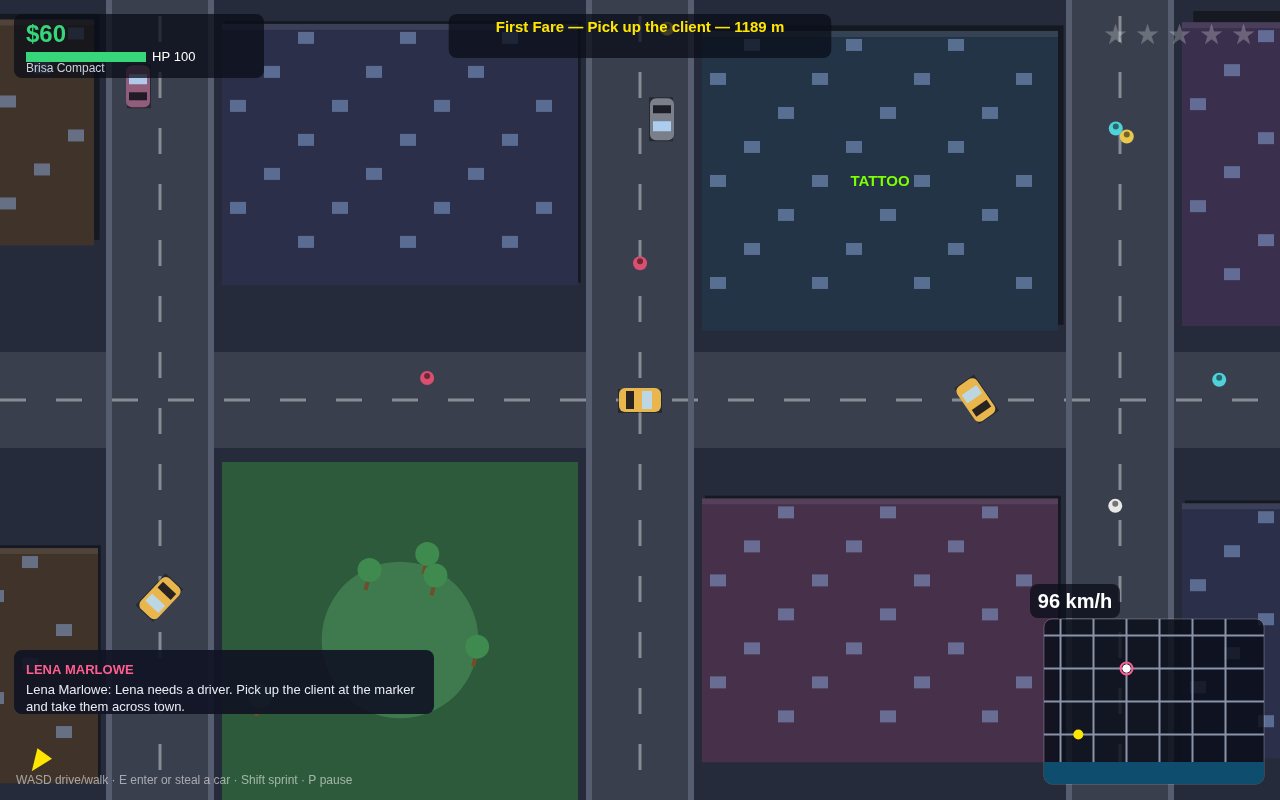 $60
HP 100
Brisa Compact
First Fare — Pick up the client — 1189 m
★ ★ ★ ★ ★
TATTOO
96 km/h
LENA MARLOWE
Lena Marlowe: Lena needs a driver. Pick up the client at the marker
and take them across town.
WASD drive/walk · E enter or steal a car · Shift sprint · P pause